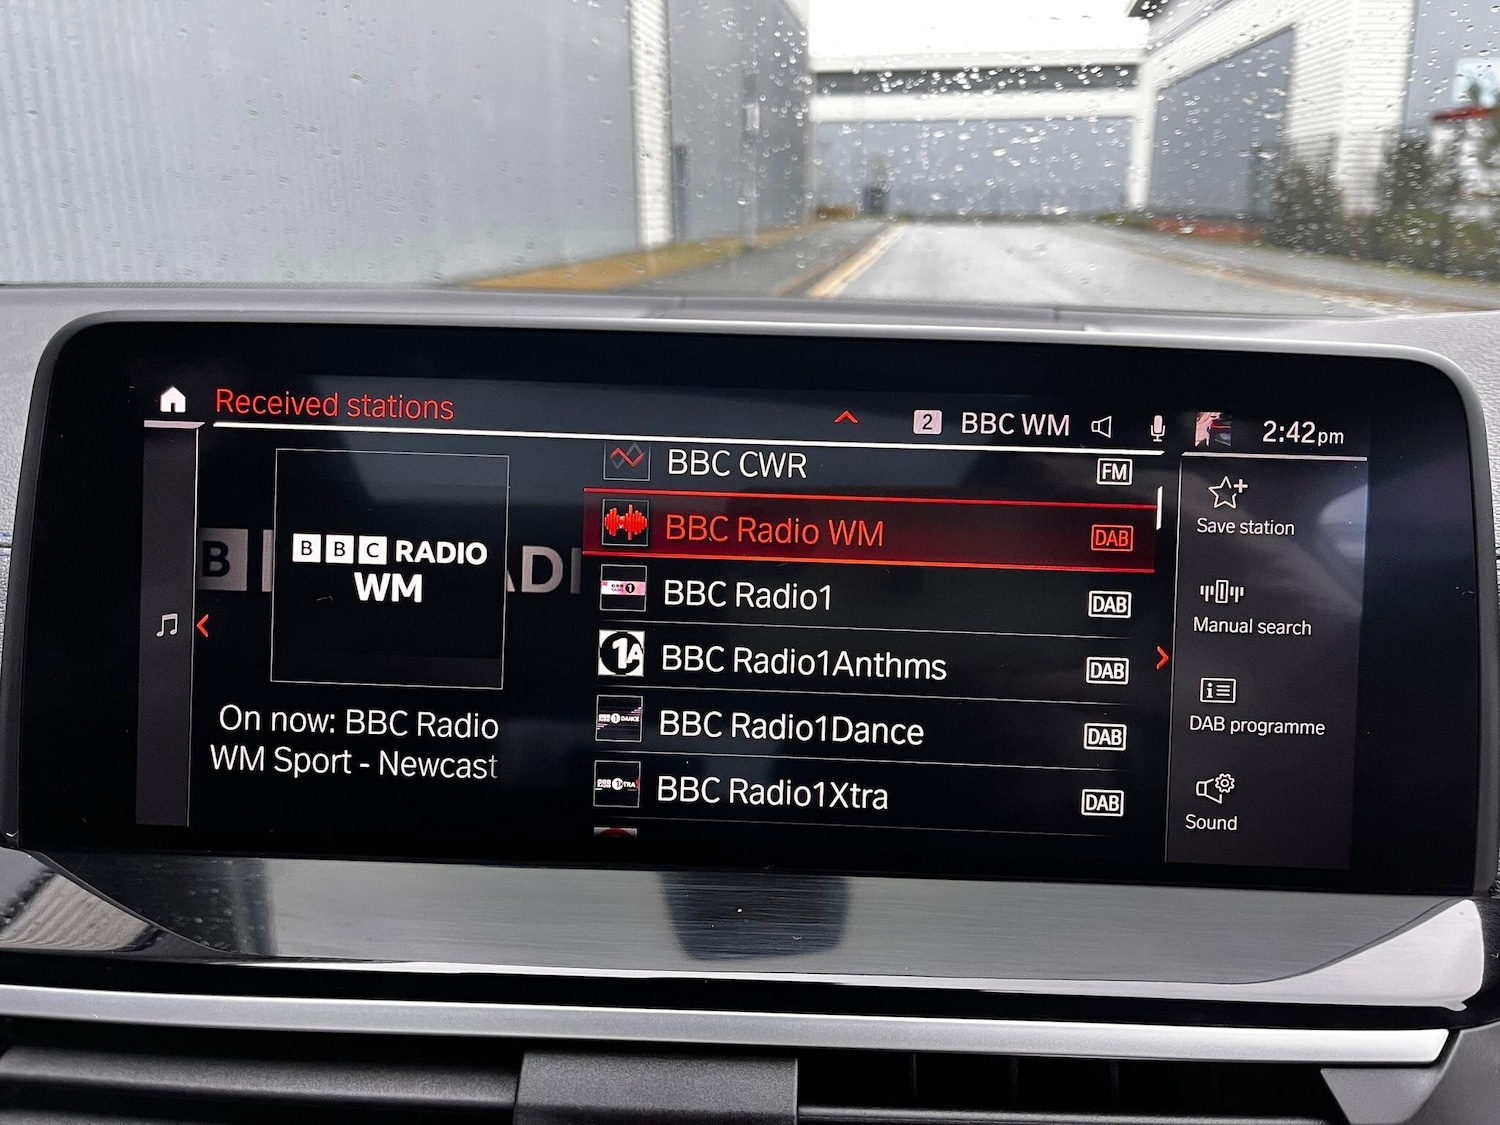 Received stations
2 BBC WM
2:42pm
BBC RADIO
WM
On now: BBC Radio
WM Sport - Newcast
BBC CWR FM
BBC Radio WM DAB
BBC Radio1 DAB
1A BBC Radio1Anthms DAB
BBC Radio1Dance DAB
BBC Radio1Xtra DAB
Save station
Manual search
DAB programme
Sound